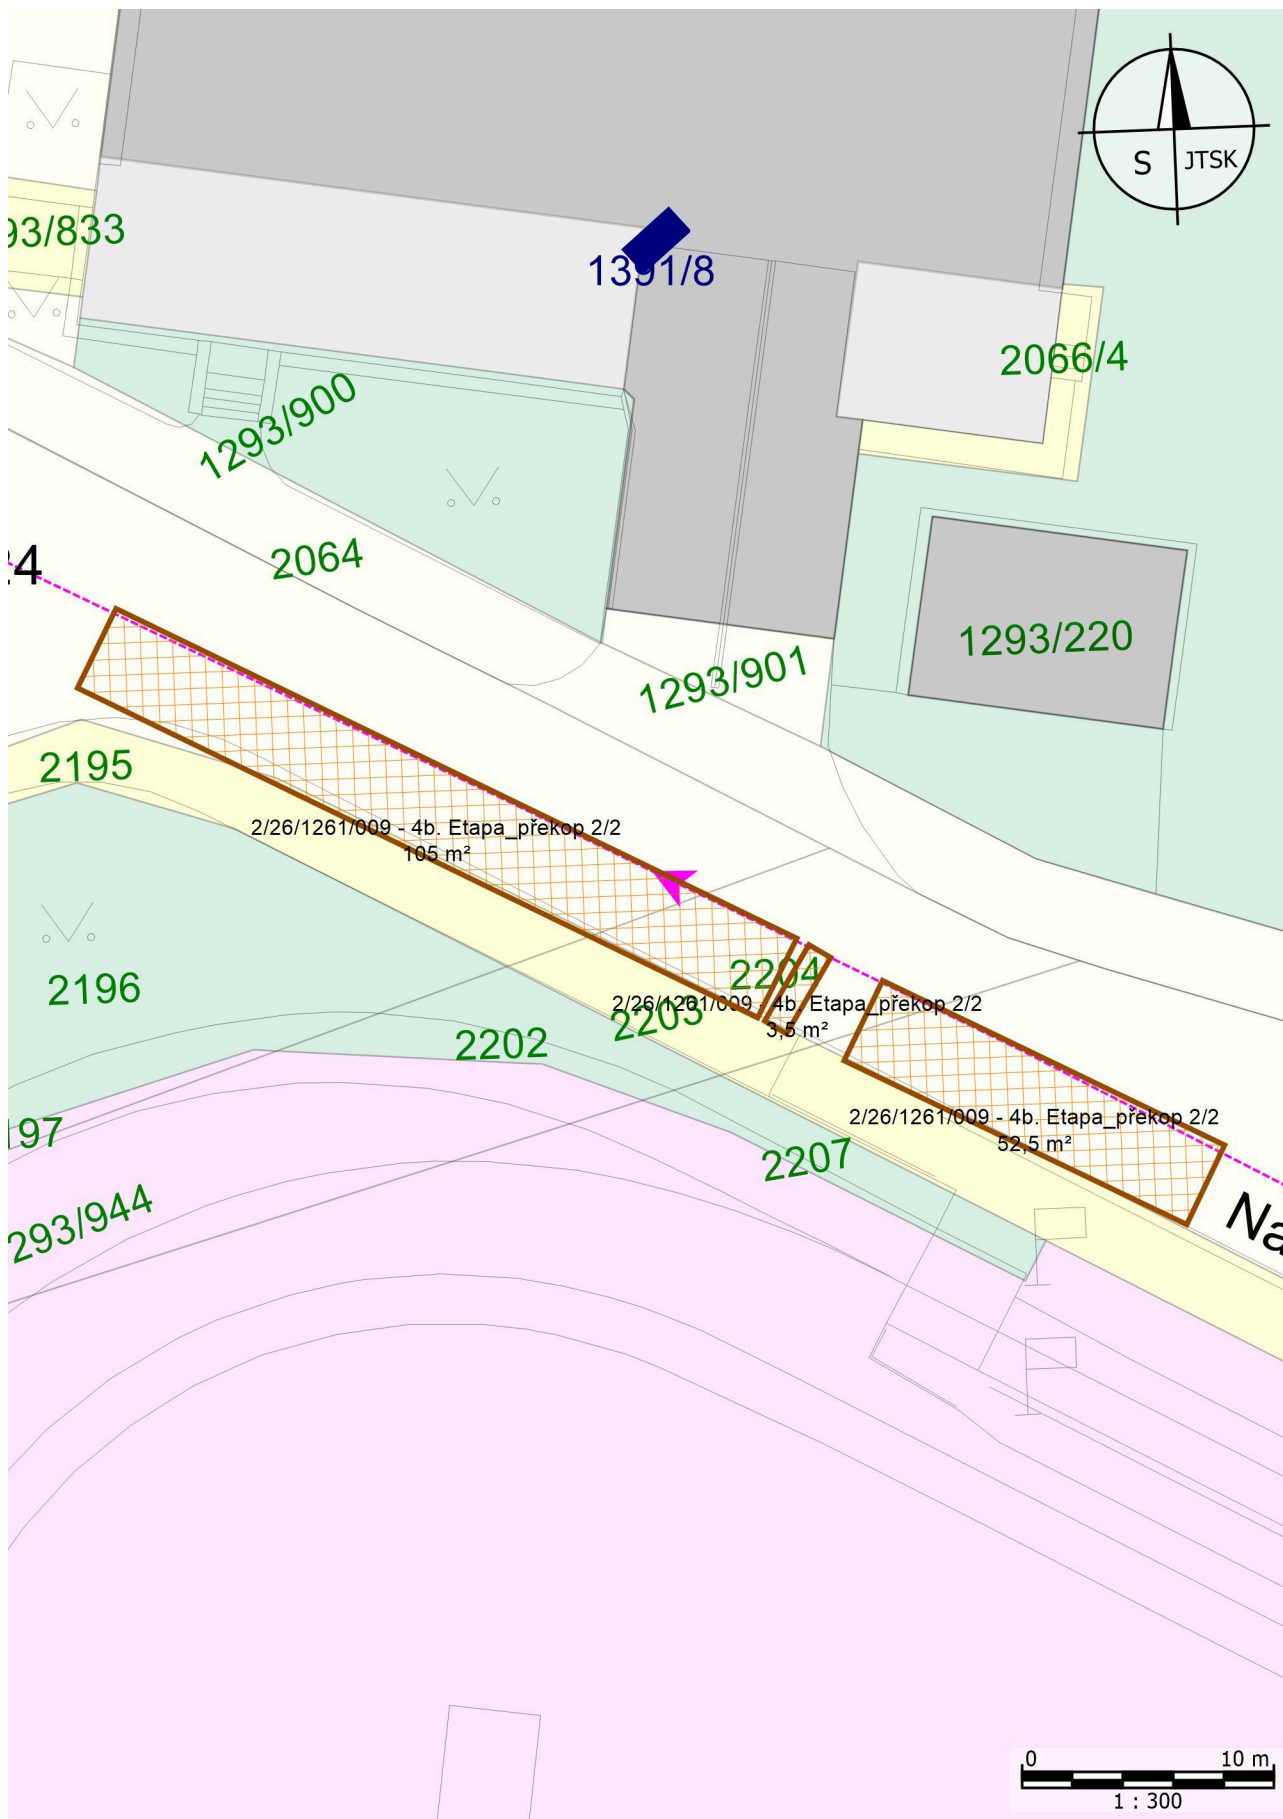 S JTSK
93/833
1391/8
2066/4
1293/900
2064
24
1293/220
1293/901
2195
2/26/1261/009 - 4b. Etapa_překop 2/2
105 m²
2204
2196
2/26/1261/009 - 4b. Etapa_překop 2/2
2203
3,5 m²
2202
2/26/1261/009 - 4b. Etapa_překop 2/2
197
52,5 m²
2207
293/944
Na
0 10 m
1 : 300